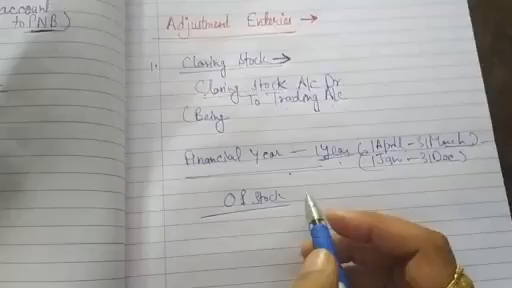 account
to PNB)
Adjustment Enteries →
1. Closing Stock →
Closing Stock A/c Dr
To Trading A/c
(Being
Financial Year - 1 Year (1 April - 31 March)
(1 Jan - 31 Dec)
OP Stock